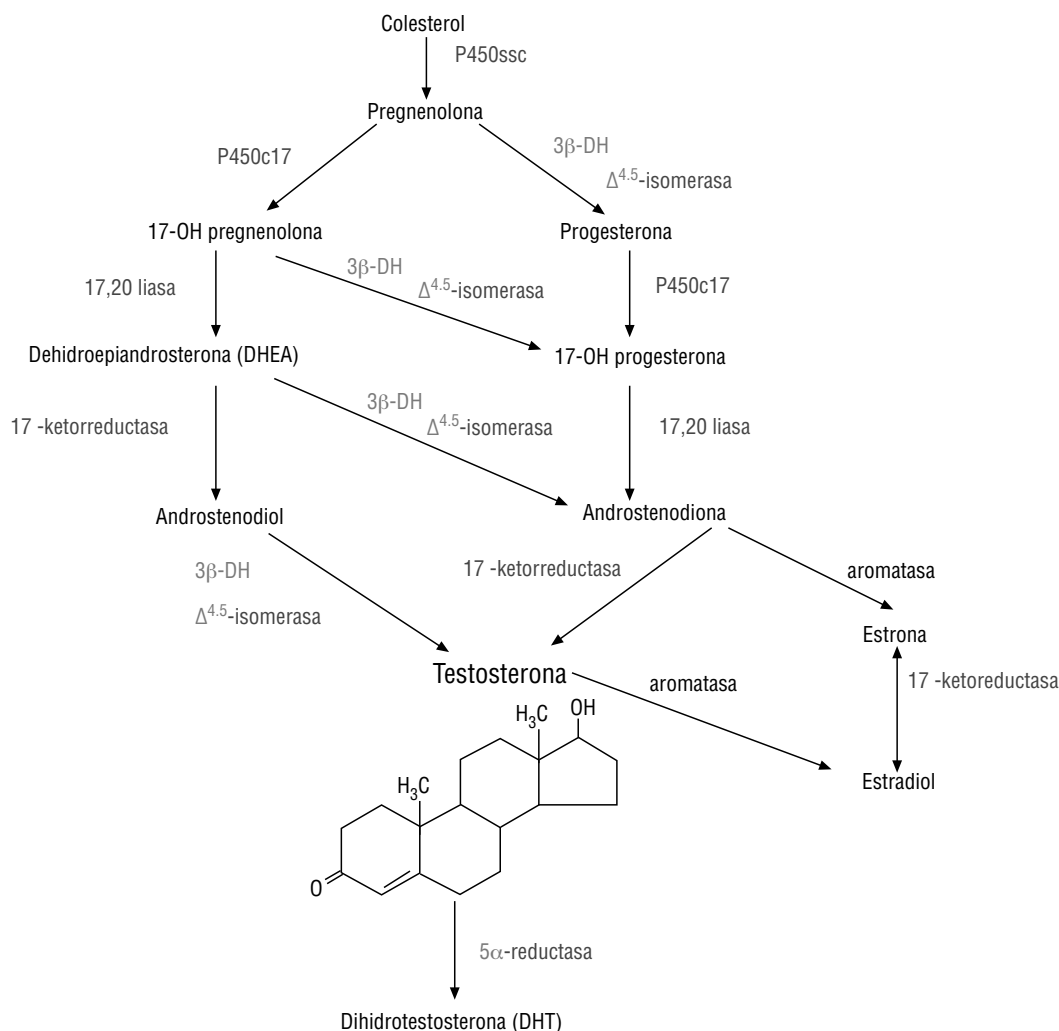 Colesterol
P450ssc
Pregnenolona
P450c17
3β-DH
Δ4.5-isomerasa
17-OH pregnenolona
Progesterona
17,20 liasa
3β-DH
Δ4.5-isomerasa
P450c17
Dehidroepiandrosterona (DHEA)
17-OH progesterona
17 -ketorreductasa
3β-DH
Δ4.5-isomerasa
17,20 liasa
Androstenodiol
Androstenodiona
3β-DH
Δ4.5-isomerasa
17 -ketorreductasa
aromatasa
Estrona
Testosterona
aromatasa
17 -ketoreductasa
Estradiol
OH
H3C
H3C
O
5α-reductasa
Dihidrotestosterona (DHT)